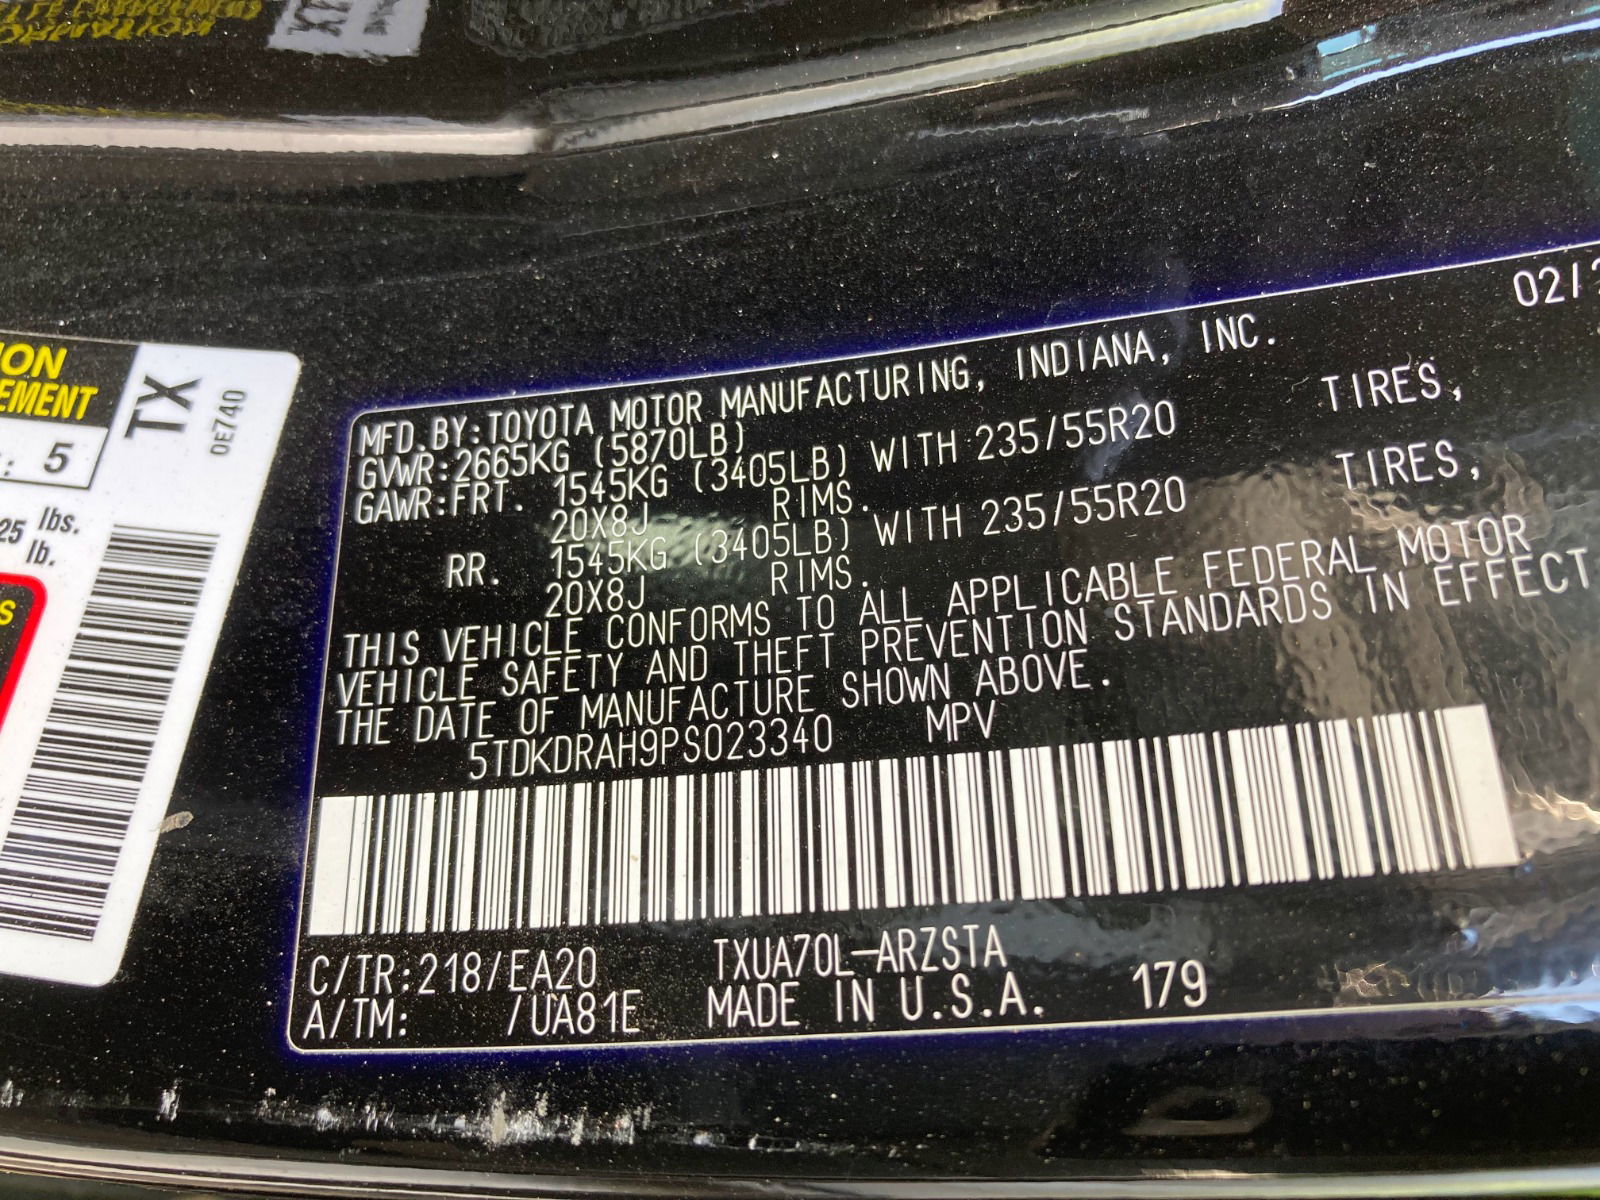 ION
EMENT
TX
0E740
: 5
25 lbs.
lb.
S
02/
MFD.BY:TOYOTA MOTOR MANUFACTURING, INDIANA, INC.
GVWR:2665KG (5870LB)
GAWR:FRT. 1545KG (3405LB) WITH 235/55R20 TIRES,
20X8J RIMS.
RR. 1545KG (3405LB) WITH 235/55R20 TIRES,
20X8J RIMS.
THIS VEHICLE CONFORMS TO ALL APPLICABLE FEDERAL MOTOR
VEHICLE SAFETY AND THEFT PREVENTION STANDARDS IN EFFECT
THE DATE OF MANUFACTURE SHOWN ABOVE.
5TDKDRAH9PS023340 MPV
C/TR:218/EA20 TXUA70L-ARZSTA
A/TM: /UA81E MADE IN U.S.A. 179